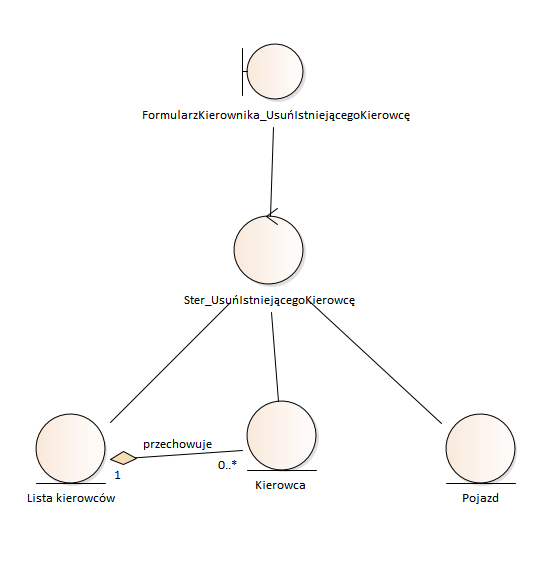 FormularzKierownika_UsuńIstniejącegoKierowcę
Ster_UsuńIstniejącegoKierowcę
przechowuje
1
0..*
Lista kierowców
Kierowca
Pojazd